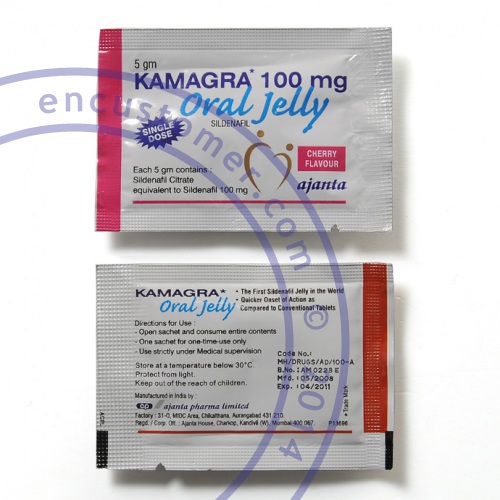 5 gm
KAMAGRA* 100 mg
Oral Jelly
SILDENAFIL
SINGLE
DOSE
CHERRY
FLAVOUR
Each 5 gm contains :
Sildenafil Citrate
equivalent to Sildenafil 100 mg
ajanta
encustomer.com © 2014
KAMAGRA*
Oral Jelly
• The First Sildenafil Jelly in the World
• Quicker Onset of Action as
Compared to Conventional Tablets
Directions for Use :
- Open sachet and consume entire contents
- One sachet for one-time-use only
- Use strictly under Medical supervision
Store at a temperature below 30°C.
Protect from light.
Keep out of the reach of children.
Code No.:
MH/DRUGS/AD/100-A
B.No.:AM0228E
Mfd.:05/2008
Exp.:04/2011
Manufactured in India by :
ajanta pharma limited
Factory : 31-O, MIDC Area, Chikalthana, Aurangabad 431 210.
Regd. / Corp. Off. : Ajanta House, Charkop, Kandivli (W), Mumbai-400 067.
P13696
* Trade Mark